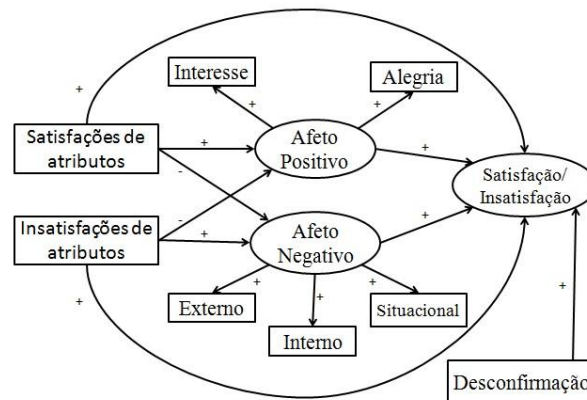 Interesse
Alegria
+
+
+
Satisfações de
atributos
+
Afeto
Positivo
+
Satisfação/
Insatisfação
-
-
Insatisfações de
atributos
+
Afeto
Negativo
+
+
+
+
+
+
Externo
Interno
Situacional
Desconfirmação